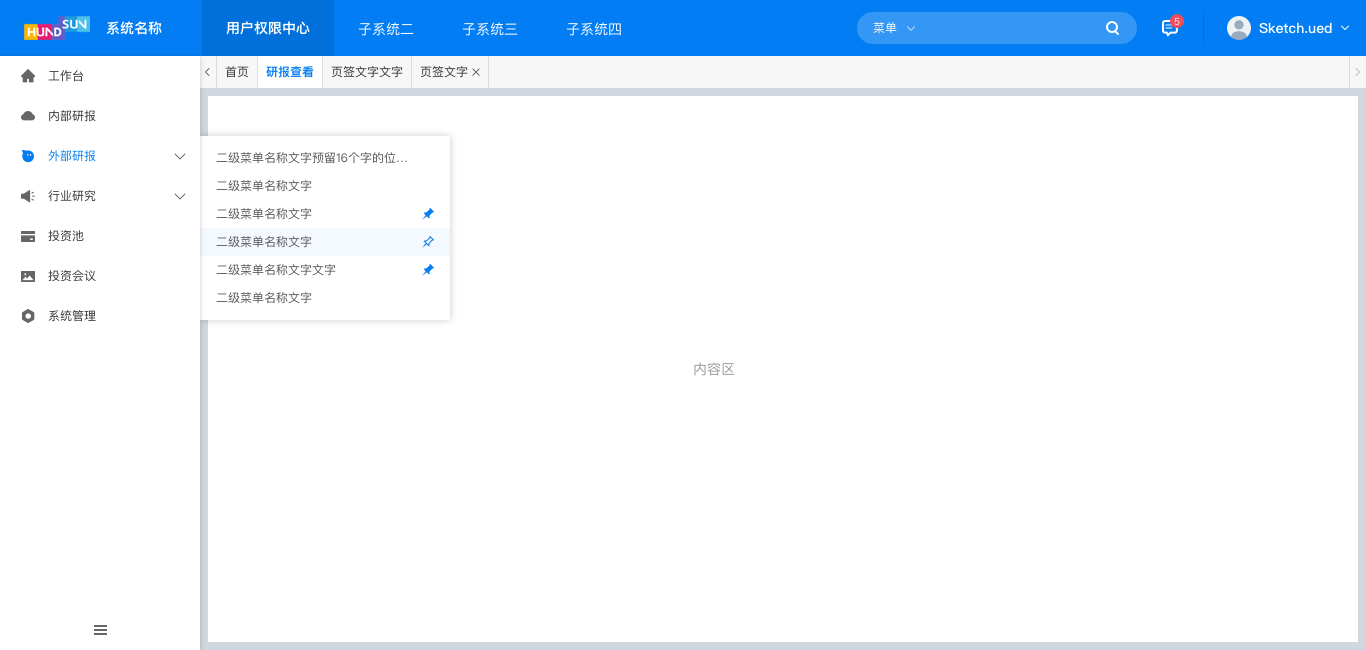 HUNDSUN 系统名称 用户权限中心 子系统二 子系统三 子系统四 菜单 5 Sketch.ued
首页 研报查看 页签文字文字 页签文字
工作台
内部研报
外部研报
行业研究
投资池
投资会议
系统管理
二级菜单名称文字预留16个字的位...
二级菜单名称文字
二级菜单名称文字
二级菜单名称文字
二级菜单名称文字文字
二级菜单名称文字
内容区